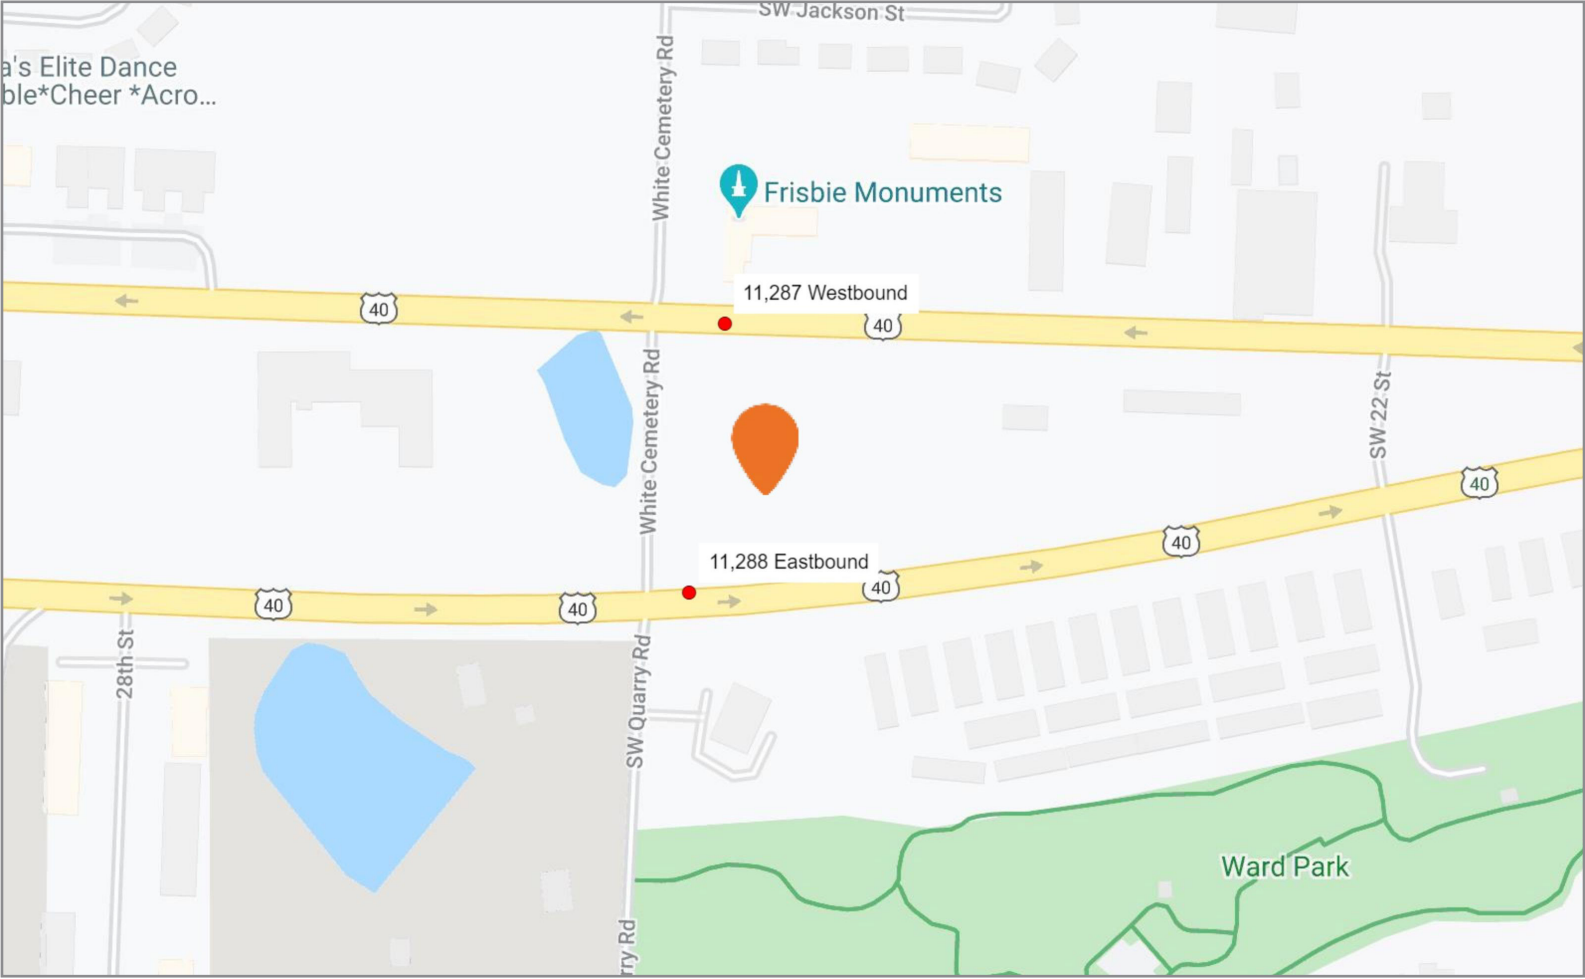 SW Jackson St
a's Elite Dance
ble*Cheer *Acro...
White Cemetery Rd
Frisbie Monuments
11,287 Westbound
40
40
White Cemetery Rd
SW 22 St
40
40
11,288 Eastbound
40
40
40
28th St
SW Quarry Rd
Ward Park
rry Rd